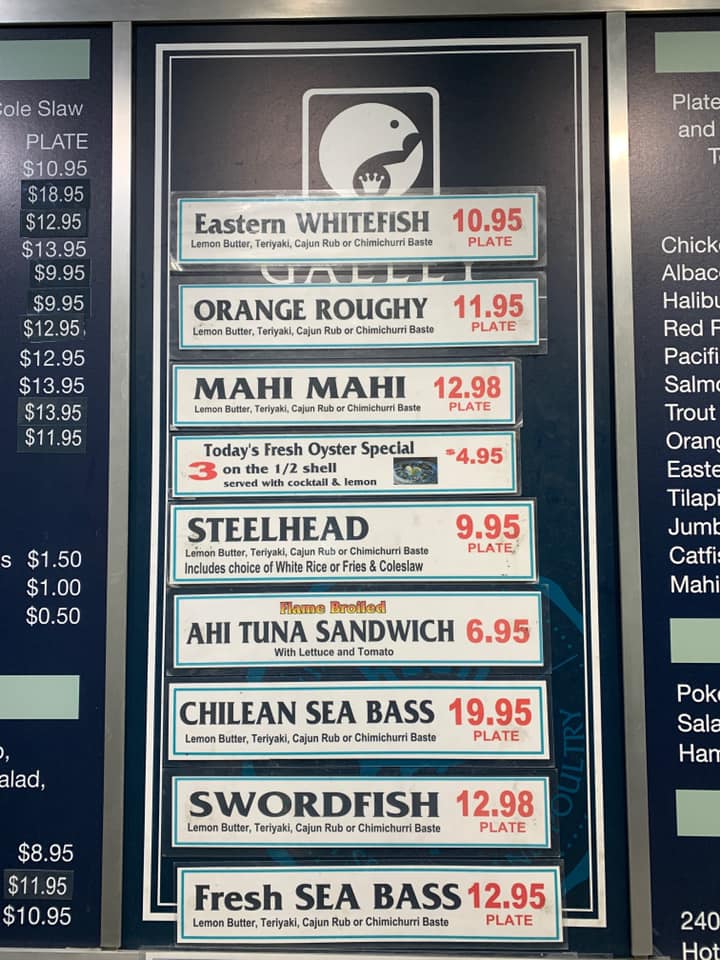 Cole Slaw
PLATE
$10.95
$18.95
$12.95
$13.95
$9.95
$9.95
$12.95
$12.95
$13.95
$13.95
$11.95
$1.50
$1.00
$0.50
$8.95
$11.95
$10.95
Eastern WHITEFISH 10.95
Lemon Butter, Teriyaki, Cajun Rub or Chimichurri Baste PLATE
ORANGE ROUGHY 11.95
Lemon Butter, Teriyaki, Cajun Rub or Chimichurri Baste PLATE
MAHI MAHI 12.98
Lemon Butter, Teriyaki, Cajun Rub or Chimichurri Baste PLATE
Today's Fresh Oyster Special $4.95
3 on the 1/2 shell
served with cocktail & lemon
STEELHEAD 9.95
Lemon Butter, Teriyaki, Cajun Rub or Chimichurri Baste PLATE
Includes choice of White Rice or Fries & Coleslaw
Flame Broiled
AHI TUNA SANDWICH 6.95
With Lettuce and Tomato
CHILEAN SEA BASS 19.95
Lemon Butter, Teriyaki, Cajun Rub or Chimichurri Baste PLATE
SWORDFISH 12.98
Lemon Butter, Teriyaki, Cajun Rub or Chimichurri Baste PLATE
Fresh SEA BASS 12.95
Lemon Butter, Teriyaki, Cajun Rub or Chimichurri Baste PLATE
Plate
and
Chick
Albac
Halibu
Red
Pacifi
Salmo
Trout
Orang
Easte
Tilapi
Jumb
Catfis
Mahi
Poke
Sala
Ham
240
Hot